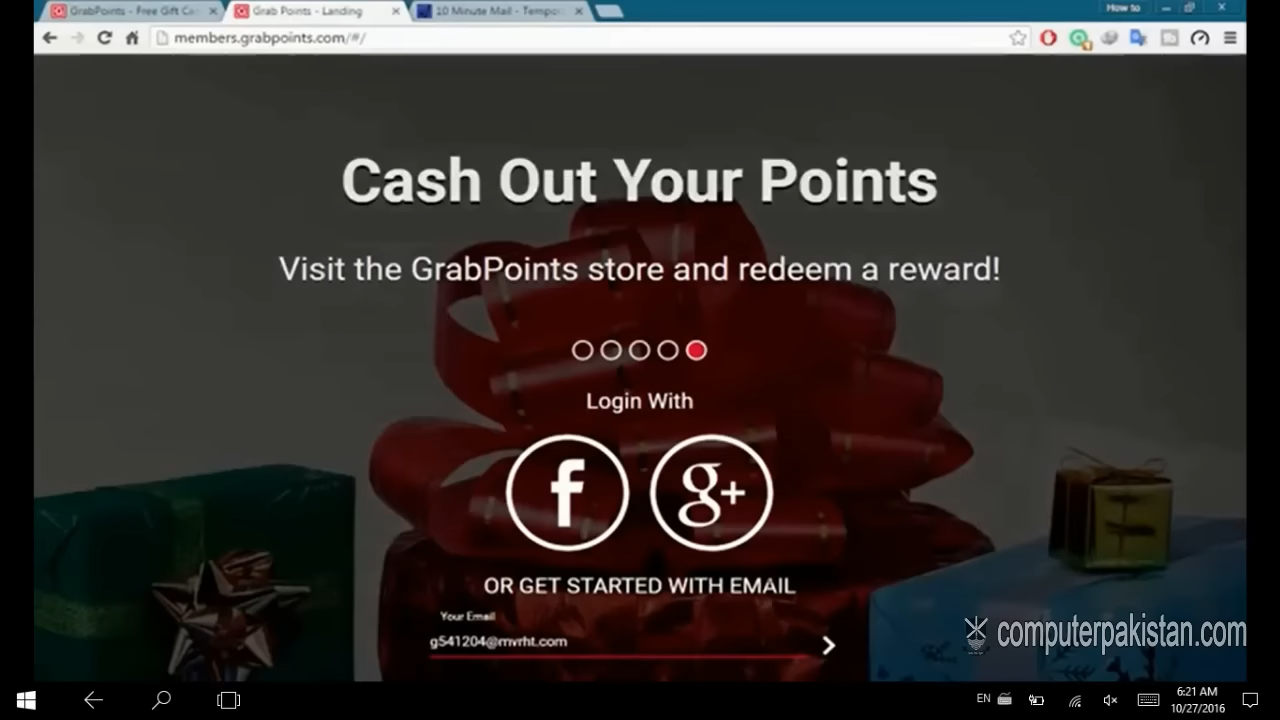 GrabPoints - Free Gift Ca
Grab Points - Landing
10 Minute Mail - Tempor
How to
members.grabpoints.com/#/
Cash Out Your Points
Visit the GrabPoints store and redeem a reward!
Login With
f
g+
OR GET STARTED WITH EMAIL
Your Email
g541204@mvrht.com
computerpakistan.com
EN
6:21 AM
10/27/2016